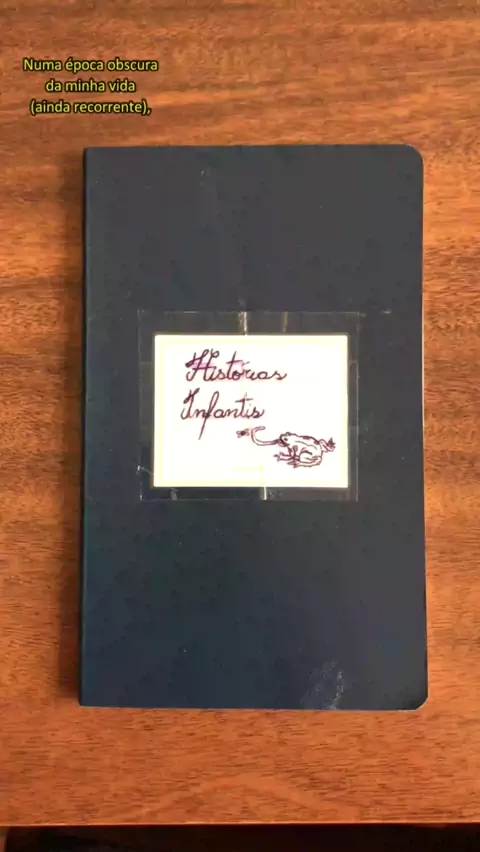 Numa época obscura
da minha vida
(ainda recorrente),
Histórias
Infantis